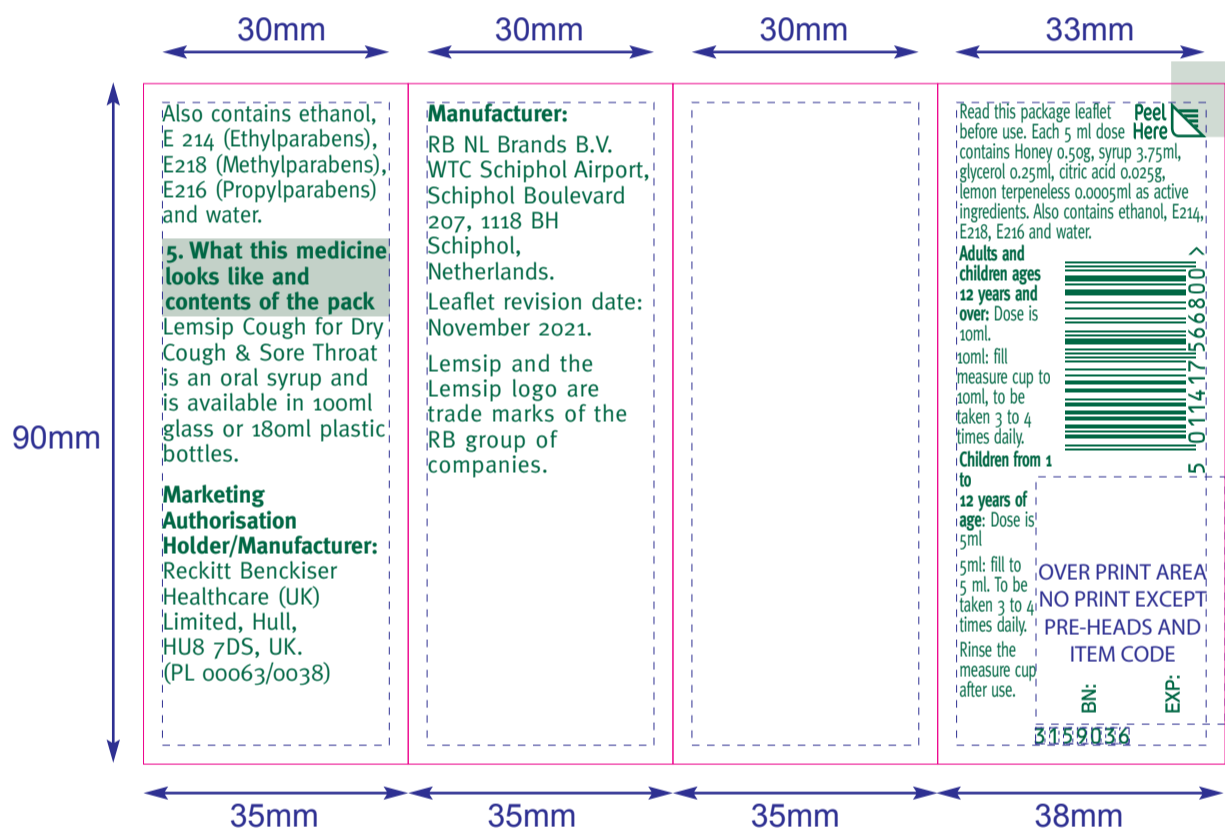 30mm
30mm
30mm
33mm
90mm
Also contains ethanol,
E 214 (Ethylparabens),
E218 (Methylparabens),
E216 (Propylparabens)
and water.
5. What this medicine
looks like and
contents of the pack
Lemsip Cough for Dry
Cough & Sore Throat
is an oral syrup and
is available in 100ml
glass or 180ml plastic
bottles.
Marketing
Authorisation
Holder/Manufacturer:
Reckitt Benckiser
Healthcare (UK)
Limited, Hull,
HU8 7DS, UK.
(PL 00063/0038)
Manufacturer:
RB NL Brands B.V.
WTC Schiphol Airport,
Schiphol Boulevard
207, 1118 BH
Schiphol,
Netherlands.
Leaflet revision date:
November 2021.
Lemsip and the
Lemsip logo are
trade marks of the
RB group of
companies.
Read this package leaflet
before use. Each 5 ml dose
contains Honey 0.50g, syrup 3.75ml,
glycerol 0.25ml, citric acid 0.025g,
lemon terpeneless 0.0005ml as active
ingredients. Also contains ethanol, E214,
E218, E216 and water.
Peel
Here
Adults and
children ages
12 years and
over: Dose is
10ml.
10ml: fill
measure cup to
10ml, to be
taken 3 to 4
times daily.
Children from 1
to
12 years of
age: Dose is
5ml
5ml: fill to
5 ml. To be
taken 3 to 4
times daily.
Rinse the
measure cup
after use.
5 011417 566800 >
OVER PRINT AREA
NO PRINT EXCEPT
PRE-HEADS AND
ITEM CODE
BN:
EXP:
3159036
35mm
35mm
35mm
38mm